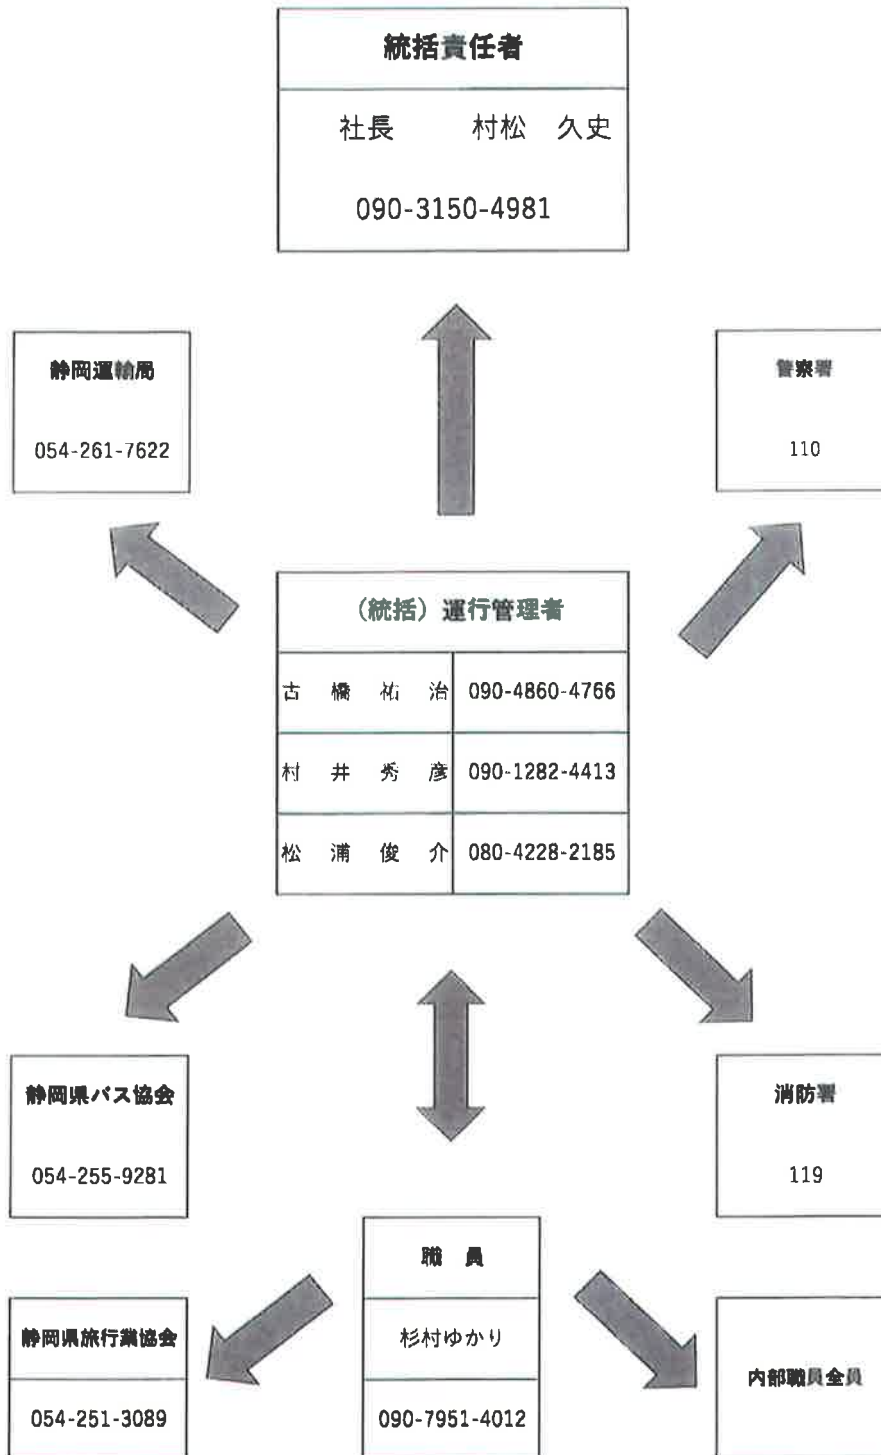 統括責任者
社長 村松 久史
090-3150-4981
静岡運輸局
054-261-7622
警察署
110
(統括) 運行管理者
古橋祐治 090-4860-4766
村井秀彦 090-1282-4413
松浦俊介 080-4228-2185
静岡県バス協会
054-255-9281
消防署
119
職員
杉村ゆかり
090-7951-4012
静岡県旅行業協会
054-251-3089
内部職員全員